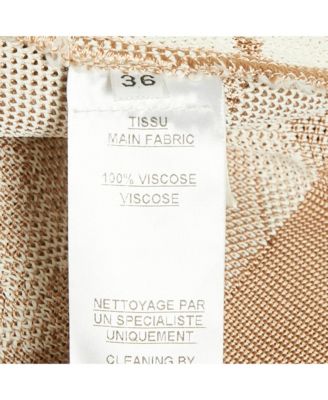 36
TISSU
MAIN FABRIC
100% VISCOSE
VISCOSE
NETTOYAGE PAR
UN SPECIALISTE
UNIQUEMENT
CLEANING BY